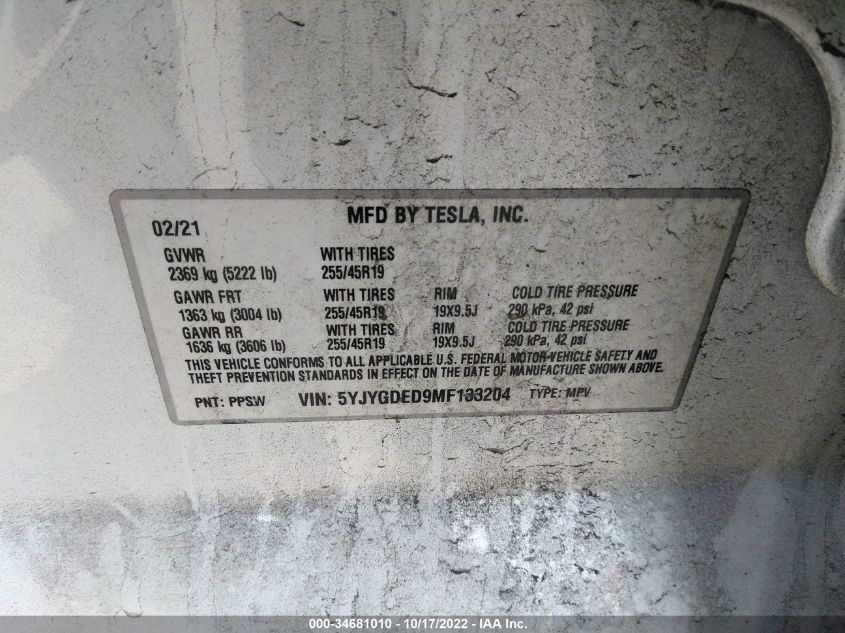 02/21 MFD BY TESLA, INC.
GVWR WITH TIRES
2369 kg (5222 lb) 255/45R19
GAWR FRT WITH TIRES RIM COLD TIRE PRESSURE
1363 kg (3004 lb) 255/45R19 19X9.5J 290 kPa, 42 psi
GAWR RR WITH TIRES RIM COLD TIRE PRESSURE
1636 kg (3606 lb) 255/45R19 19X9.5J 290 kPa, 42 psi
THIS VEHICLE CONFORMS TO ALL APPLICABLE U.S. FEDERAL MOTOR VEHICLE SAFETY AND
THEFT PREVENTION STANDARDS IN EFFECT ON THE DATE OF MANUFACTURE SHOWN ABOVE.
PNT: PPSW VIN: 5YJYGDED9MF133204 TYPE: MPV
000-34681010 - 10/17/2022 - IAA Inc.